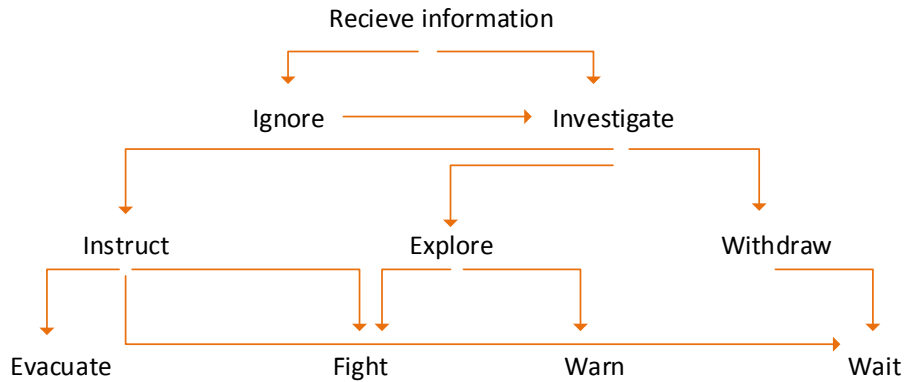 Recieve information
Ignore Investigate
Instruct Explore Withdraw
Evacuate Fight Warn Wait